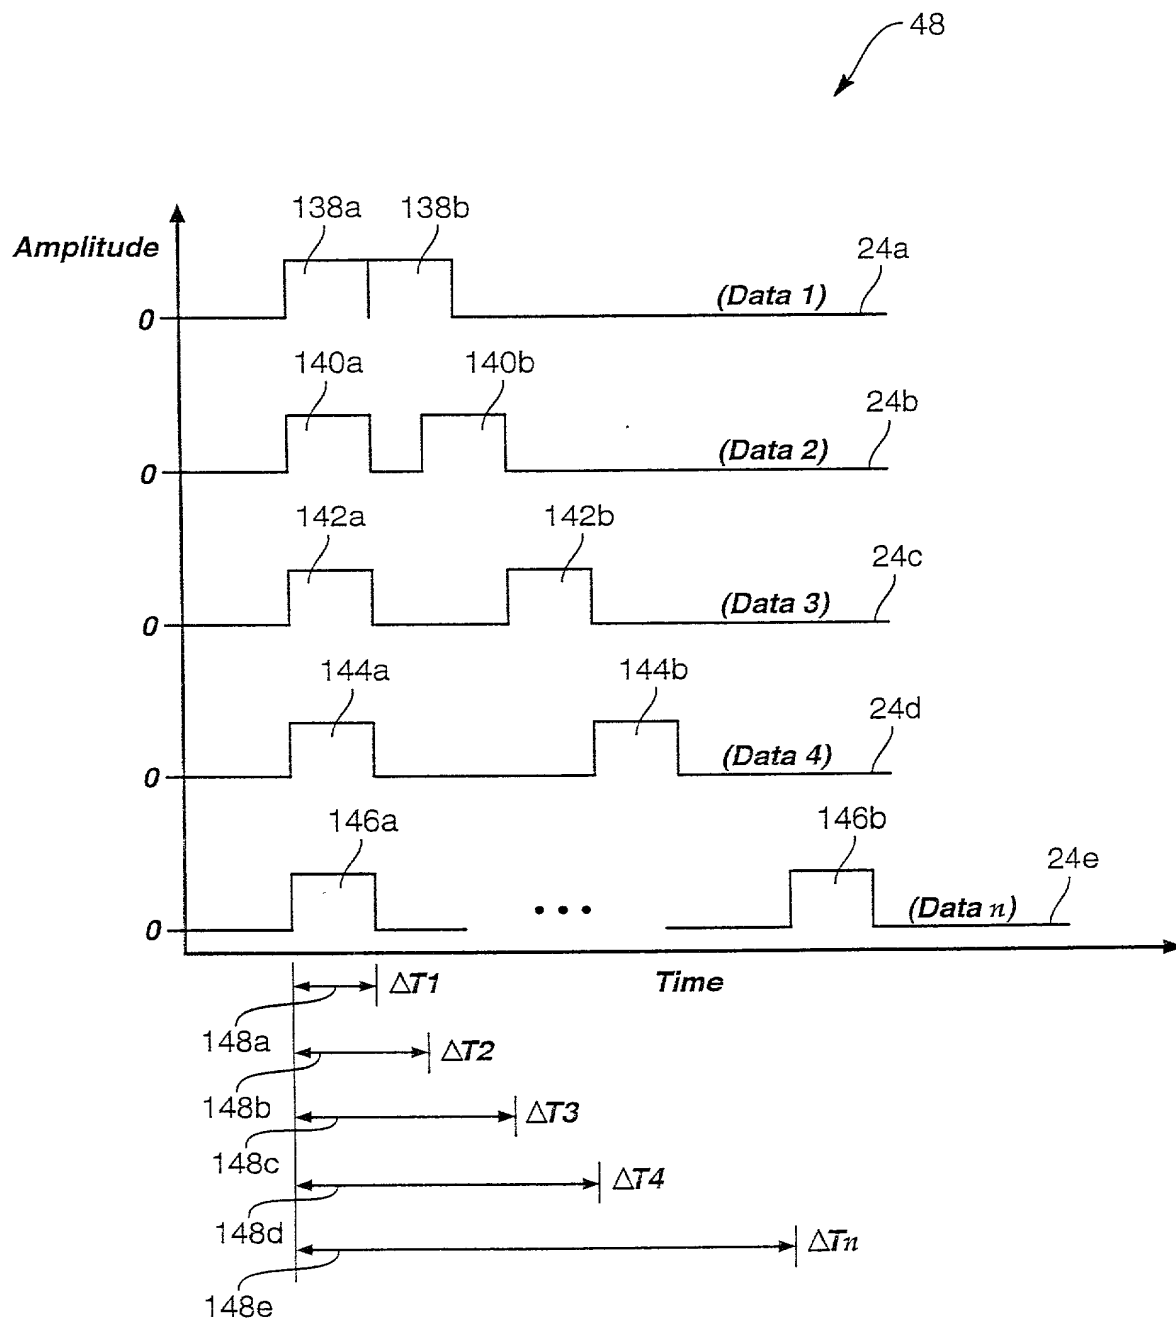 48
138a 138b
Amplitude
24a
(Data 1)
0
140a 140b
24b
(Data 2)
0
142a 142b
24c
(Data 3)
0
144a 144b
24d
(Data 4)
0
146a 146b
24e
(Data n)
0
Time
ΔT1
148a
ΔT2
148b
ΔT3
148c
ΔT4
148d
ΔTn
148e